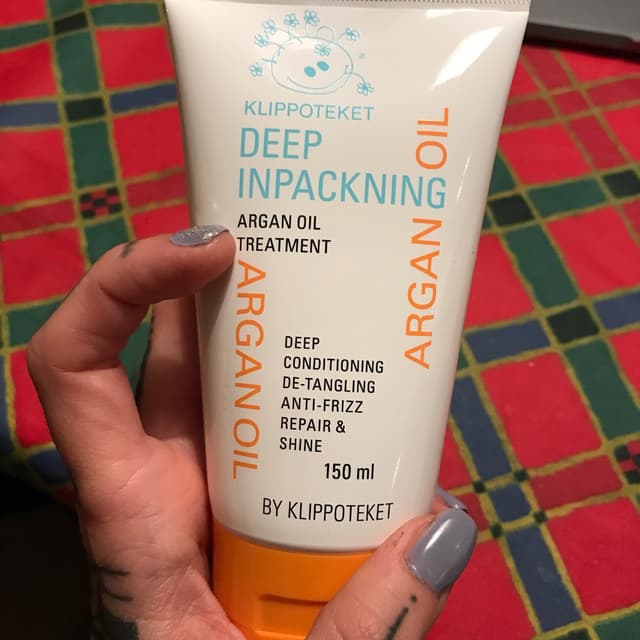 KLIPPOTEKET
DEEP
INPACKNING
ARGAN OIL
TREATMENT
ARGAN OIL
ARGAN OIL
DEEP
CONDITIONING
DE-TANGLING
ANTI-FRIZZ
REPAIR &
SHINE
150 ml
BY KLIPPOTEKET